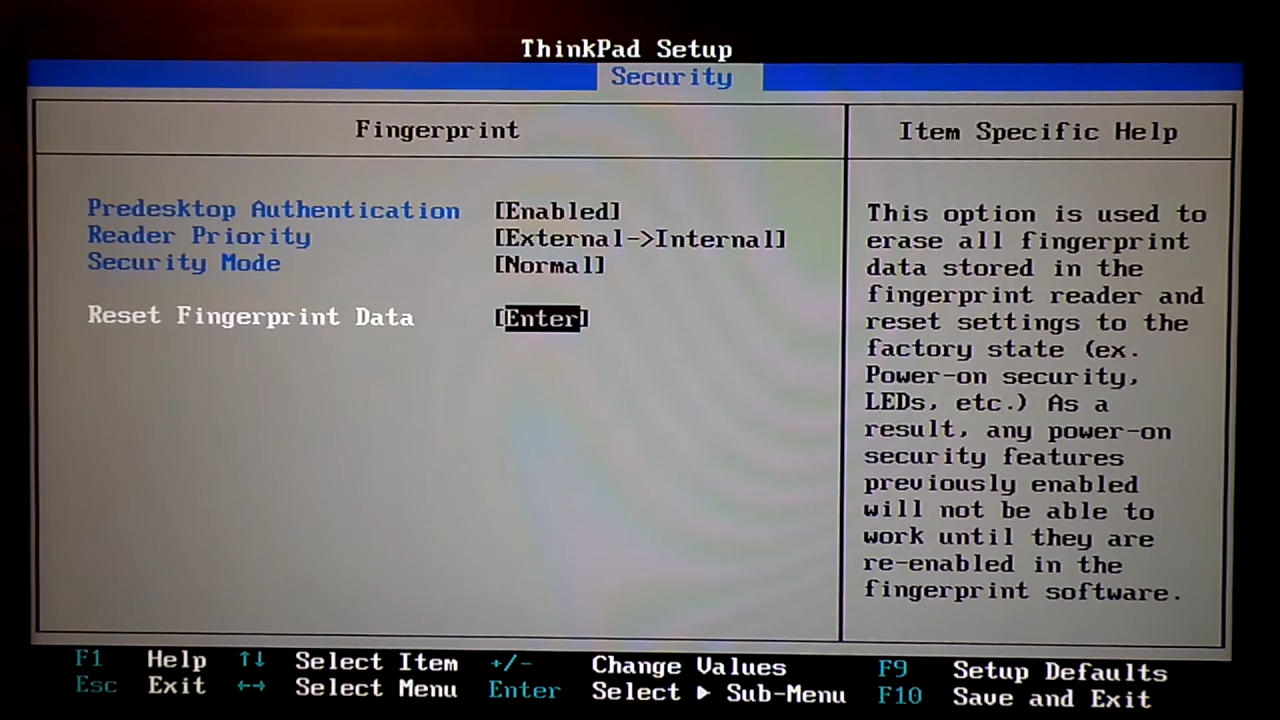 ThinkPad Setup
Security
Fingerprint
Item Specific Help
Predesktop Authentication [Enabled]
Reader Priority [External->Internal]
Security Mode [Normal]
Reset Fingerprint Data [Enter]
This option is used to
erase all fingerprint
data stored in the
fingerprint reader and
reset settings to the
factory state (ex.
Power-on security,
LEDs, etc.) As a
result, any power-on
security features
previously enabled
will not be able to
work until they are
re-enabled in the
fingerprint software.
F1 Help ↑↓ Select Item +/- Change Values F9 Setup Defaults
Esc Exit ←→ Select Menu Enter Select ▶ Sub-Menu F10 Save and Exit